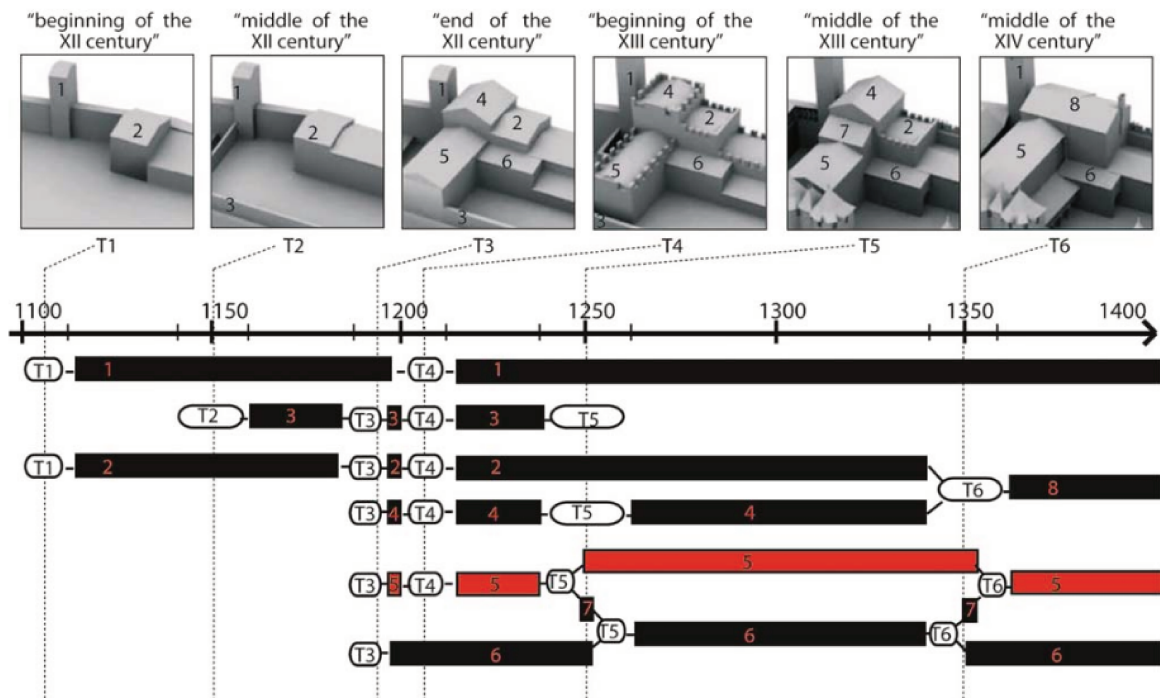 “beginning of the “middle of the “end of the “beginning of the “middle of the “middle of the
XII century” XII century” XII century” XIII century” XIII century” XIV century”
1 1 1 1 4 4 1
2 2 4 2 2 7 2 8
5 6 5 6 5 6 5 6
3 3 3
T1 T2 T3 T4 T5 T6
1100 1150 1200 1250 1300 1350 1400
T1 1 T4 1
T2 3 T3 3 T4 3 T5
T1 2 T3 2 T4 2
T6 8
T3 4 T4 4 T5 4
5
T3 5 T4 5 T5 T6 5
7 7
T5 6 T6
T3 6 6